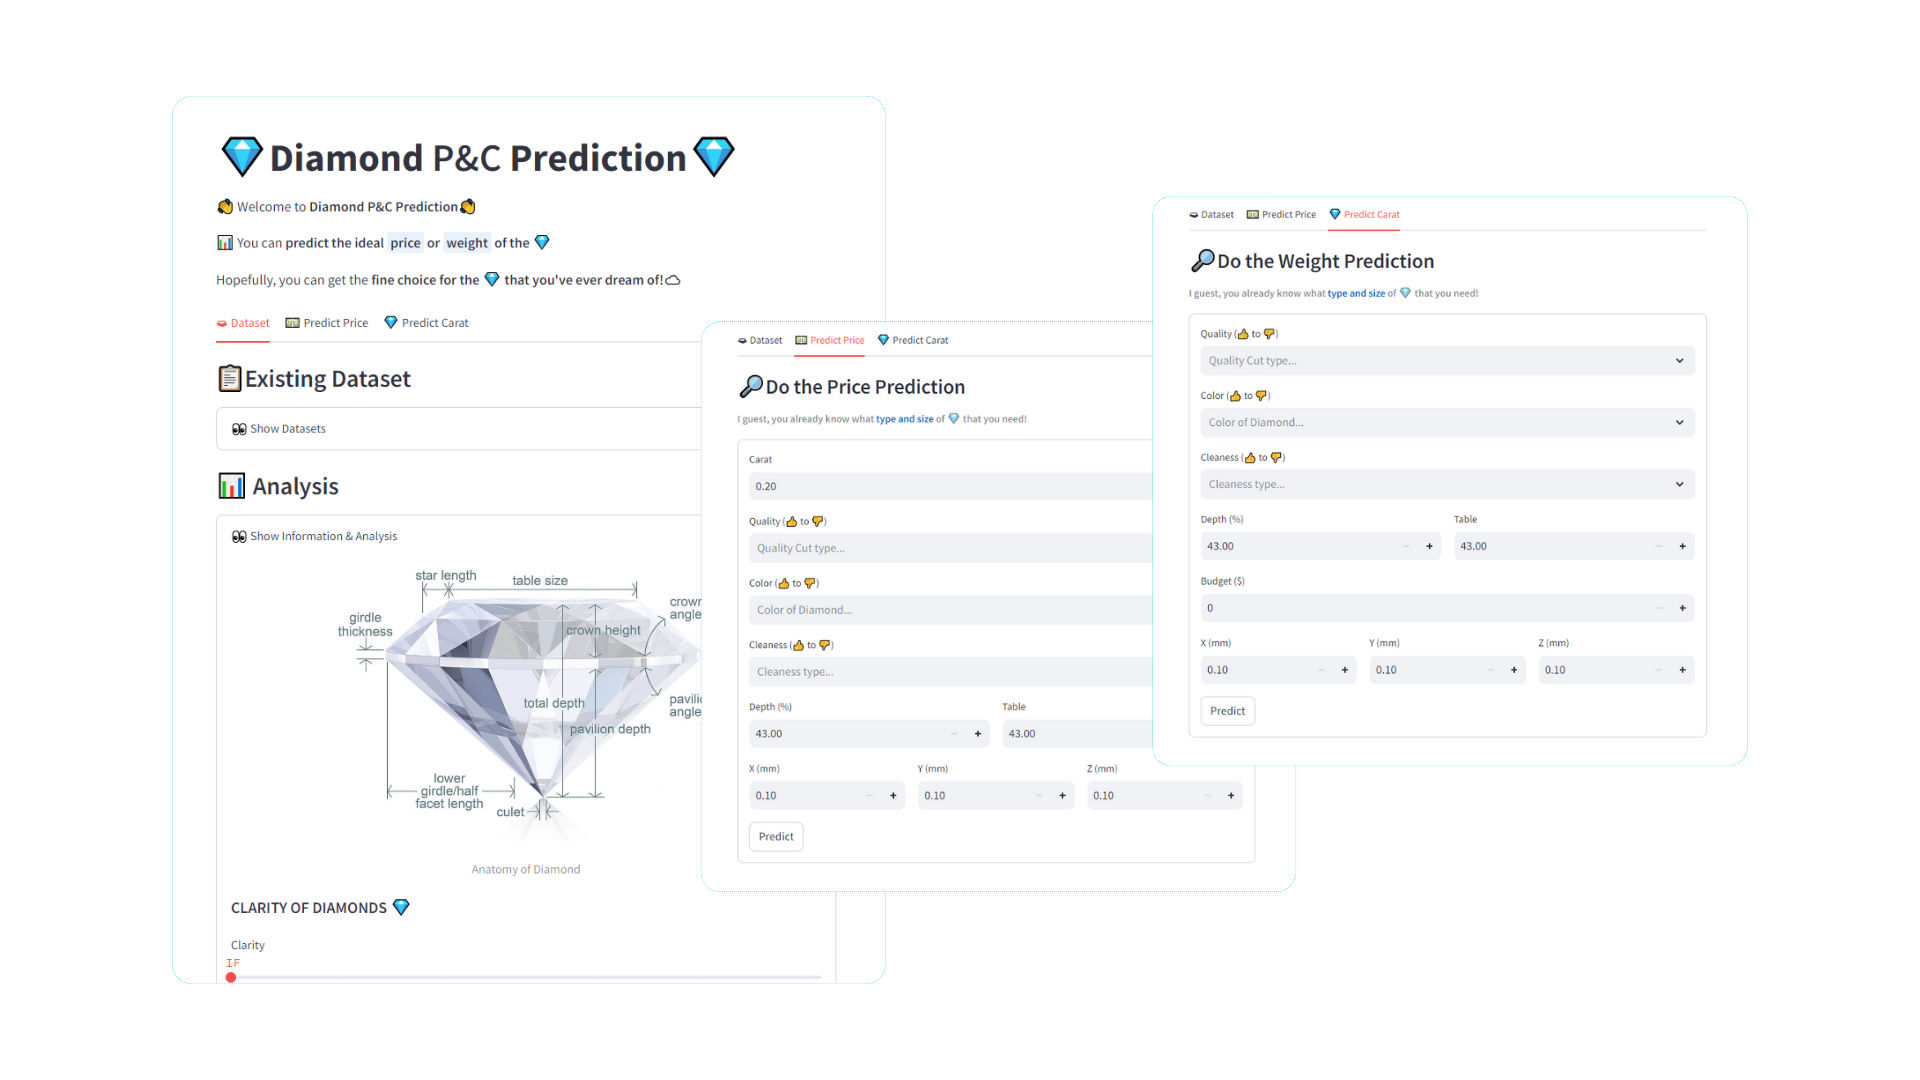 Diamond P&C Prediction
Welcome to Diamond P&C Prediction
You can predict the ideal price or weight of the
Hopefully, you can get the fine choice for the that you've ever dream of!
Dataset Predict Price Predict Carat
Existing Dataset
Show Datasets
Analysis
Show Information & Analysis
star length
table size
crown
angle
girdle
thickness
crown height
total depth
pavilion depth
angle
lower
girdle/half
facet length
culet
Anatomy of Diamond
CLARITY OF DIAMONDS
Clarity
IF
Dataset Predict Price Predict Carat
Do the Price Prediction
I guest, you already know what type and size of that you need!
Carat
0.20
Quality ( to )
Quality Cut type...
Color ( to )
Color of Diamond...
Cleaness ( to )
Cleaness type...
Depth (%) Table
43.00 - + 43.00
X (mm) Y (mm) Z (mm)
0.10 - + 0.10 - + 0.10 - +
Predict
Dataset Predict Price Predict Carat
Do the Weight Prediction
I guest, you already know what type and size of that you need!
Quality ( to )
Quality Cut type...
Color ( to )
Color of Diamond...
Cleaness ( to )
Cleaness type...
Depth (%) Table
43.00 - + 43.00 - +
Budget ($)
0 - +
X (mm) Y (mm) Z (mm)
0.10 - + 0.10 - + 0.10 - +
Predict